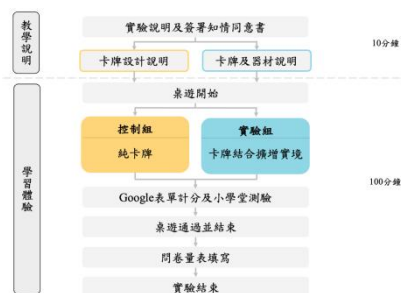 教學說明
實驗說明及簽署知情同意書
卡牌設計說明
卡牌及器材說明
10分鐘
學習體驗
桌遊開始
控制組
純卡牌
實驗組
卡牌結合擴增實境
Google表單計分及小學堂測驗
100分鐘
桌遊通過並結束
問卷量表填寫
實驗結束